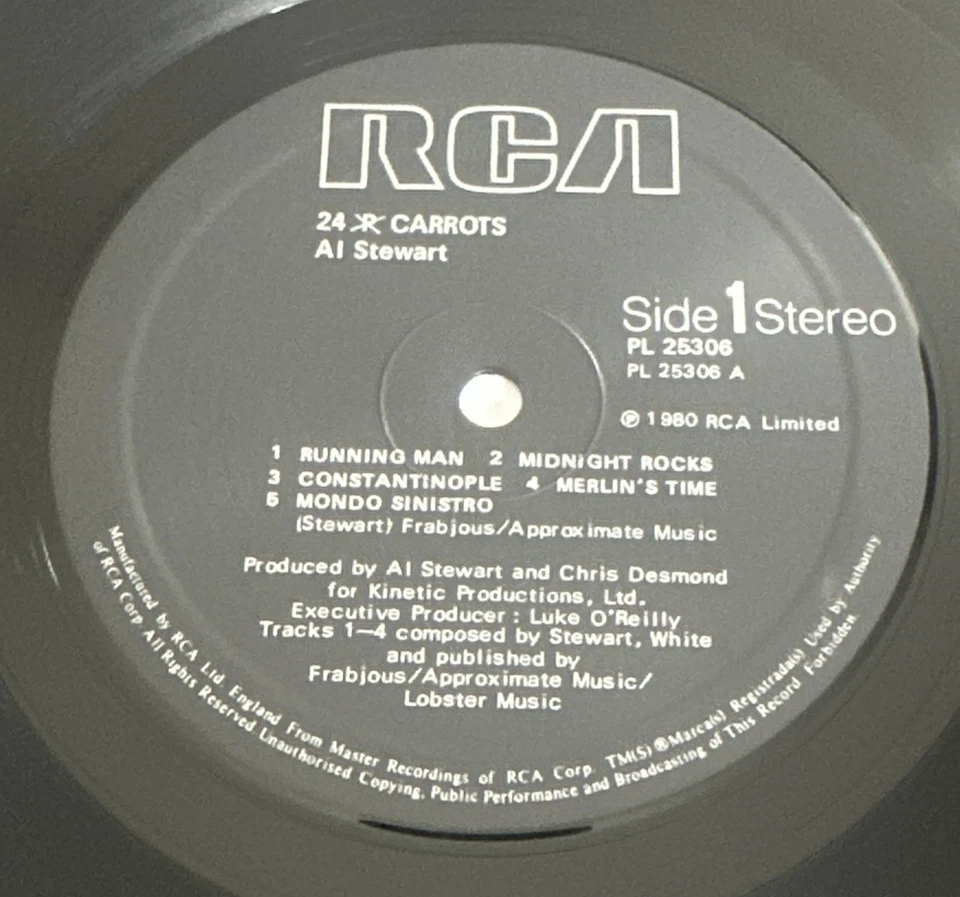 RCA
24 ℞ CARROTS
Al Stewart
Side 1 Stereo
PL 25306
PL 25306 A
℗ 1980 RCA Limited
1 RUNNING MAN 2 MIDNIGHT ROCKS
3 CONSTANTINOPLE 4 MERLIN'S TIME
5 MONDO SINISTRO
(Stewart) Frabjous/Approximate Music
Produced by Al Stewart and Chris Desmond
for Kinetic Productions, Ltd.
Executive Producer : Luke O'Reilly
Tracks 1—4 composed by Stewart, White
and published by
Frabjous/Approximate Music/
Lobster Music
Manufactured by RCA Ltd. England From Master Recordings of RCA Corp. TM(S) ® Marca(s) Registrada(s) Used by Authority
of RCA Corp. All Rights Reserved. Unauthorised Copying, Public Performance and Broadcasting of This Record Forbidden.